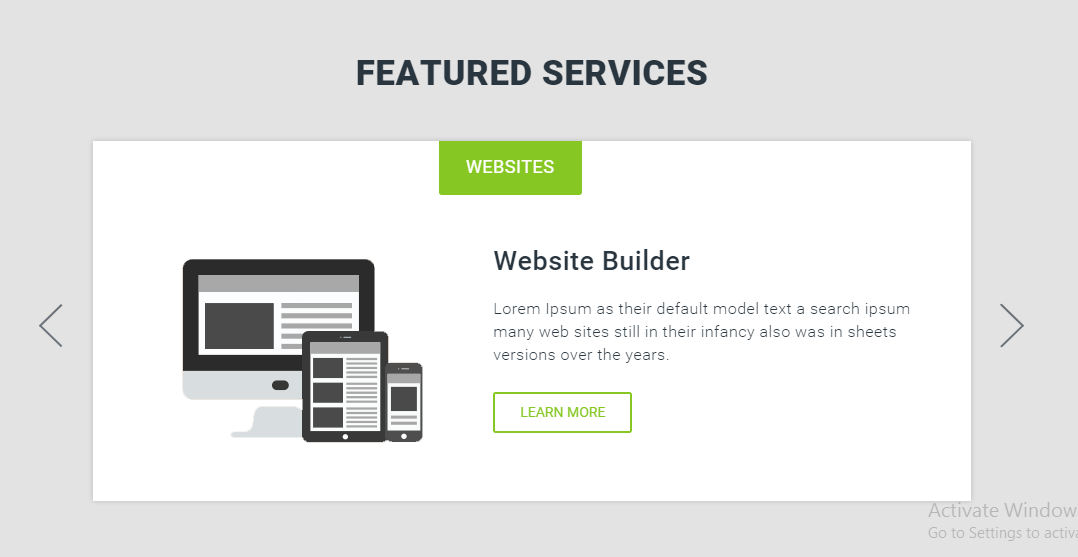 FEATURED SERVICES
WEBSITES
Website Builder
Lorem Ipsum as their default model text a search ipsum
many web sites still in their infancy also was in sheets
versions over the years.
LEARN MORE
Activate Window
Go to Settings to activa